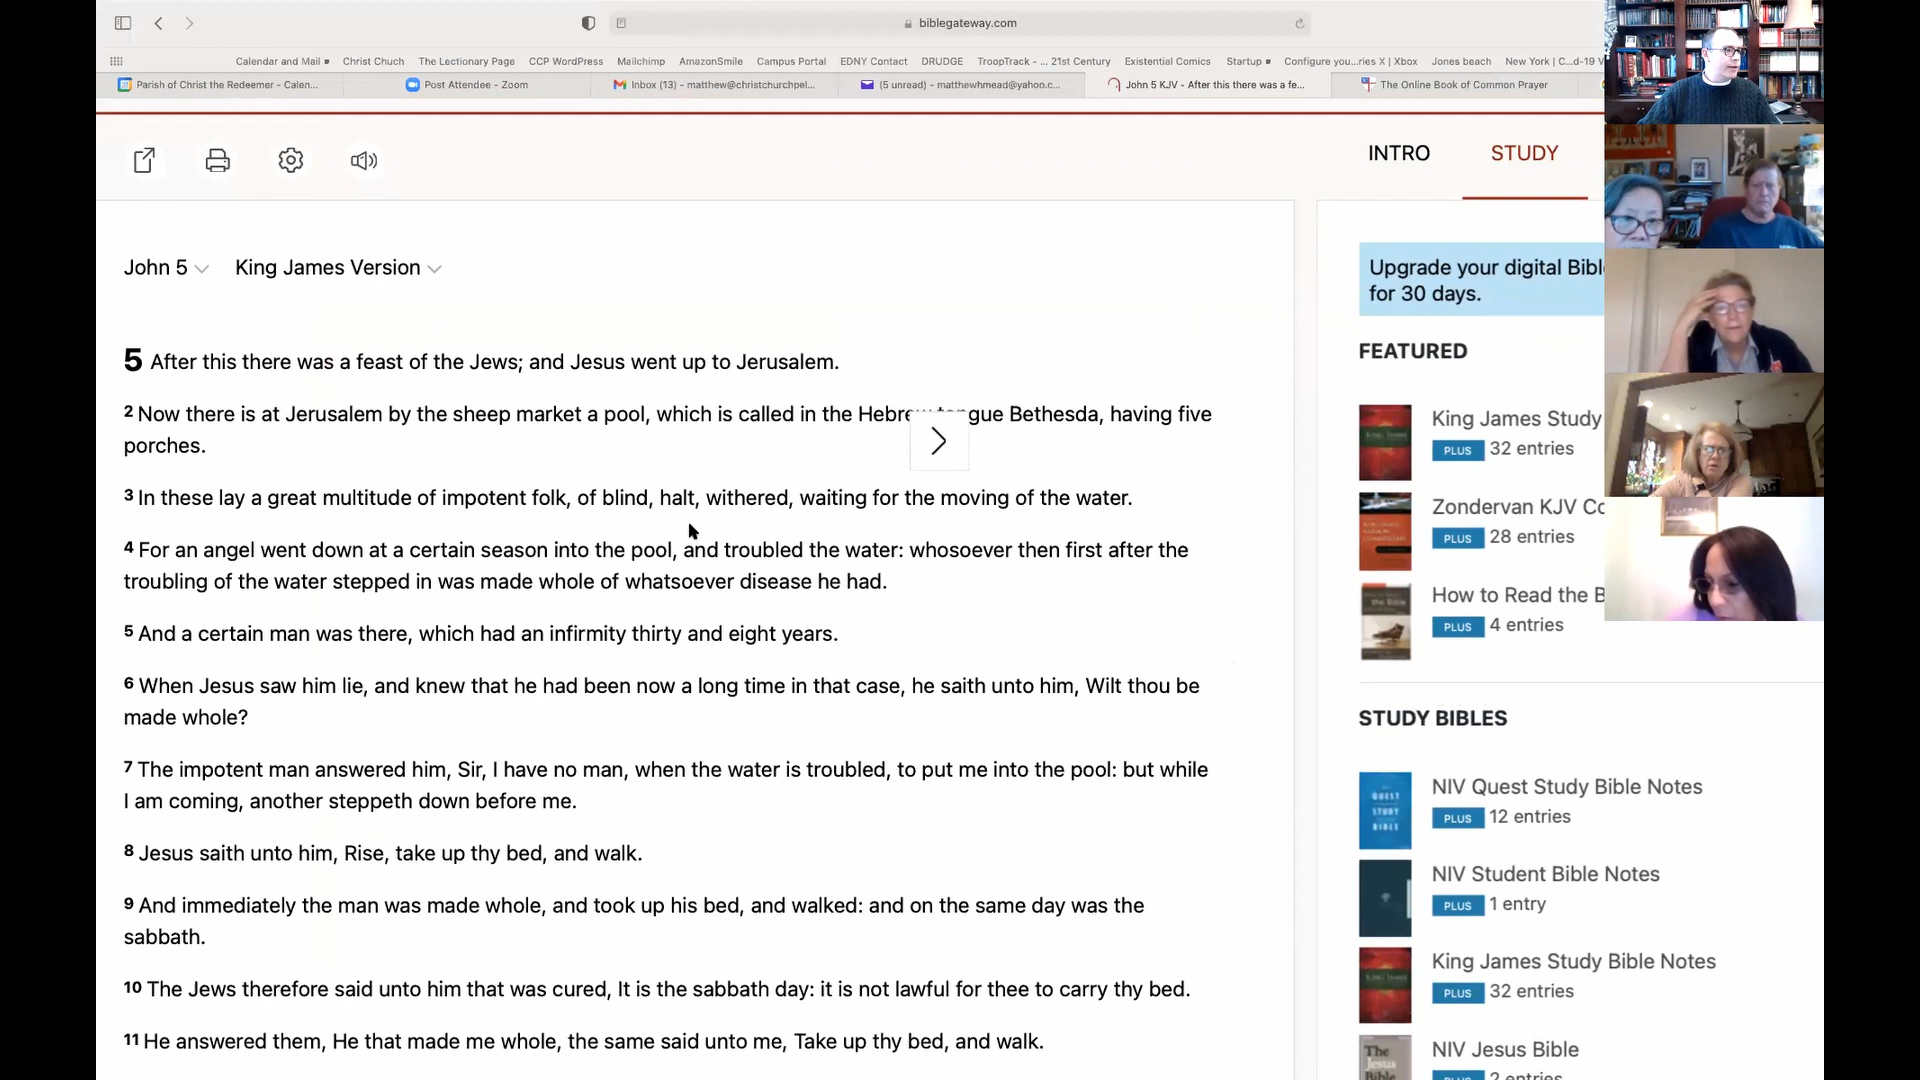 biblegateway.com
Calendar and Mail
Christ Chuch
The Lectionary Page
CCP WordPress
Mailchimp
AmazonSmile
Campus Portal
EDNY Contact
DRUDGE
TroopTrack - ... 21st Century
Existential Comics
Startup
Configure you...ries X | Xbox
Jones beach
New York | C...d-19 V
Parish of Christ the Redeemer - Calen...
Post Attendee - Zoom
Inbox (13) - matthew@christchurchpel...
(5 unread) - matthewhmead@yahoo.c...
John 5 KJV - After this there was a fe...
The Online Book of Common Prayer
INTRO
STUDY
John 5
King James Version
5 After this there was a feast of the Jews; and Jesus went up to Jerusalem.
2 Now there is at Jerusalem by the sheep market a pool, which is called in the Hebrew tongue Bethesda, having five
porches.
3 In these lay a great multitude of impotent folk, of blind, halt, withered, waiting for the moving of the water.
4 For an angel went down at a certain season into the pool, and troubled the water: whosoever then first after the
troubling of the water stepped in was made whole of whatsoever disease he had.
5 And a certain man was there, which had an infirmity thirty and eight years.
6 When Jesus saw him lie, and knew that he had been now a long time in that case, he saith unto him, Wilt thou be
made whole?
7 The impotent man answered him, Sir, I have no man, when the water is troubled, to put me into the pool: but while
I am coming, another steppeth down before me.
8 Jesus saith unto him, Rise, take up thy bed, and walk.
9 And immediately the man was made whole, and took up his bed, and walked: and on the same day was the
sabbath.
10 The Jews therefore said unto him that was cured, It is the sabbath day: it is not lawful for thee to carry thy bed.
11 He answered them, He that made me whole, the same said unto me, Take up thy bed, and walk.
Upgrade your digital Bibl
for 30 days.
FEATURED
King James Study
PLUS 32 entries
Zondervan KJV Co
PLUS 28 entries
How to Read the B
PLUS 4 entries
STUDY BIBLES
QUEST
STUDY
BIBLE
NIV Quest Study Bible Notes
PLUS 12 entries
NIV Student Bible Notes
PLUS 1 entry
King James Study Bible Notes
PLUS 32 entries
The
Jesus
Bible
NIV Jesus Bible
PLUS 2 entries